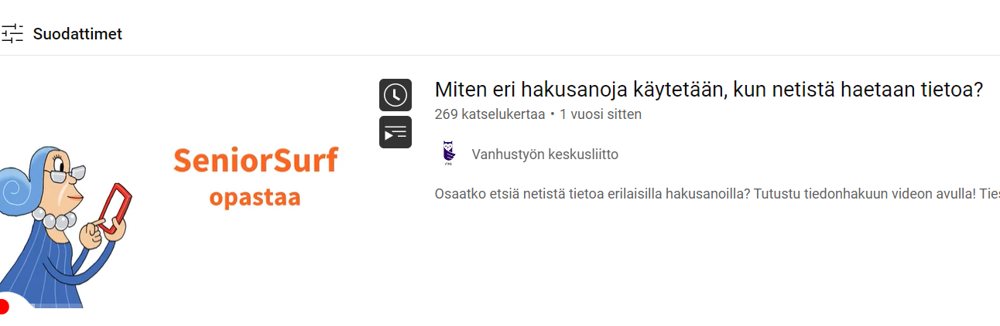 Suodattimet
SeniorSurf
opastaa
Miten eri hakusanoja käytetään, kun netistä haetaan tietoa?
269 katselukertaa • 1 vuosi sitten
Vanhustyön keskusliitto
Osaatko etsiä netistä tietoa erilaisilla hakusanoilla? Tutustu tiedonhakuun videon avulla!